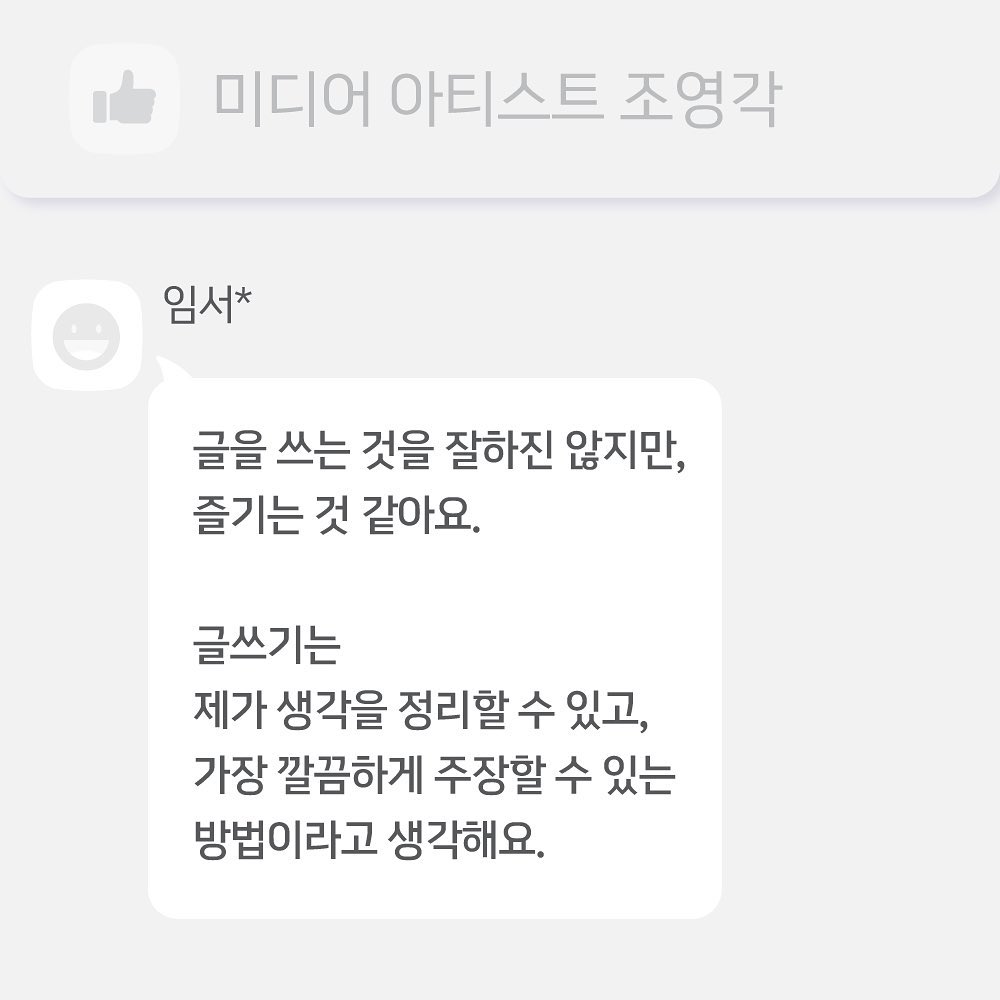 미디어 아티스트 조영각
임서*
글을 쓰는 것을 잘하진 않지만,
즐기는 것 같아요.
글쓰기는
제가 생각을 정리할 수 있고,
가장 깔끔하게 주장할 수 있는
방법이라고 생각해요.